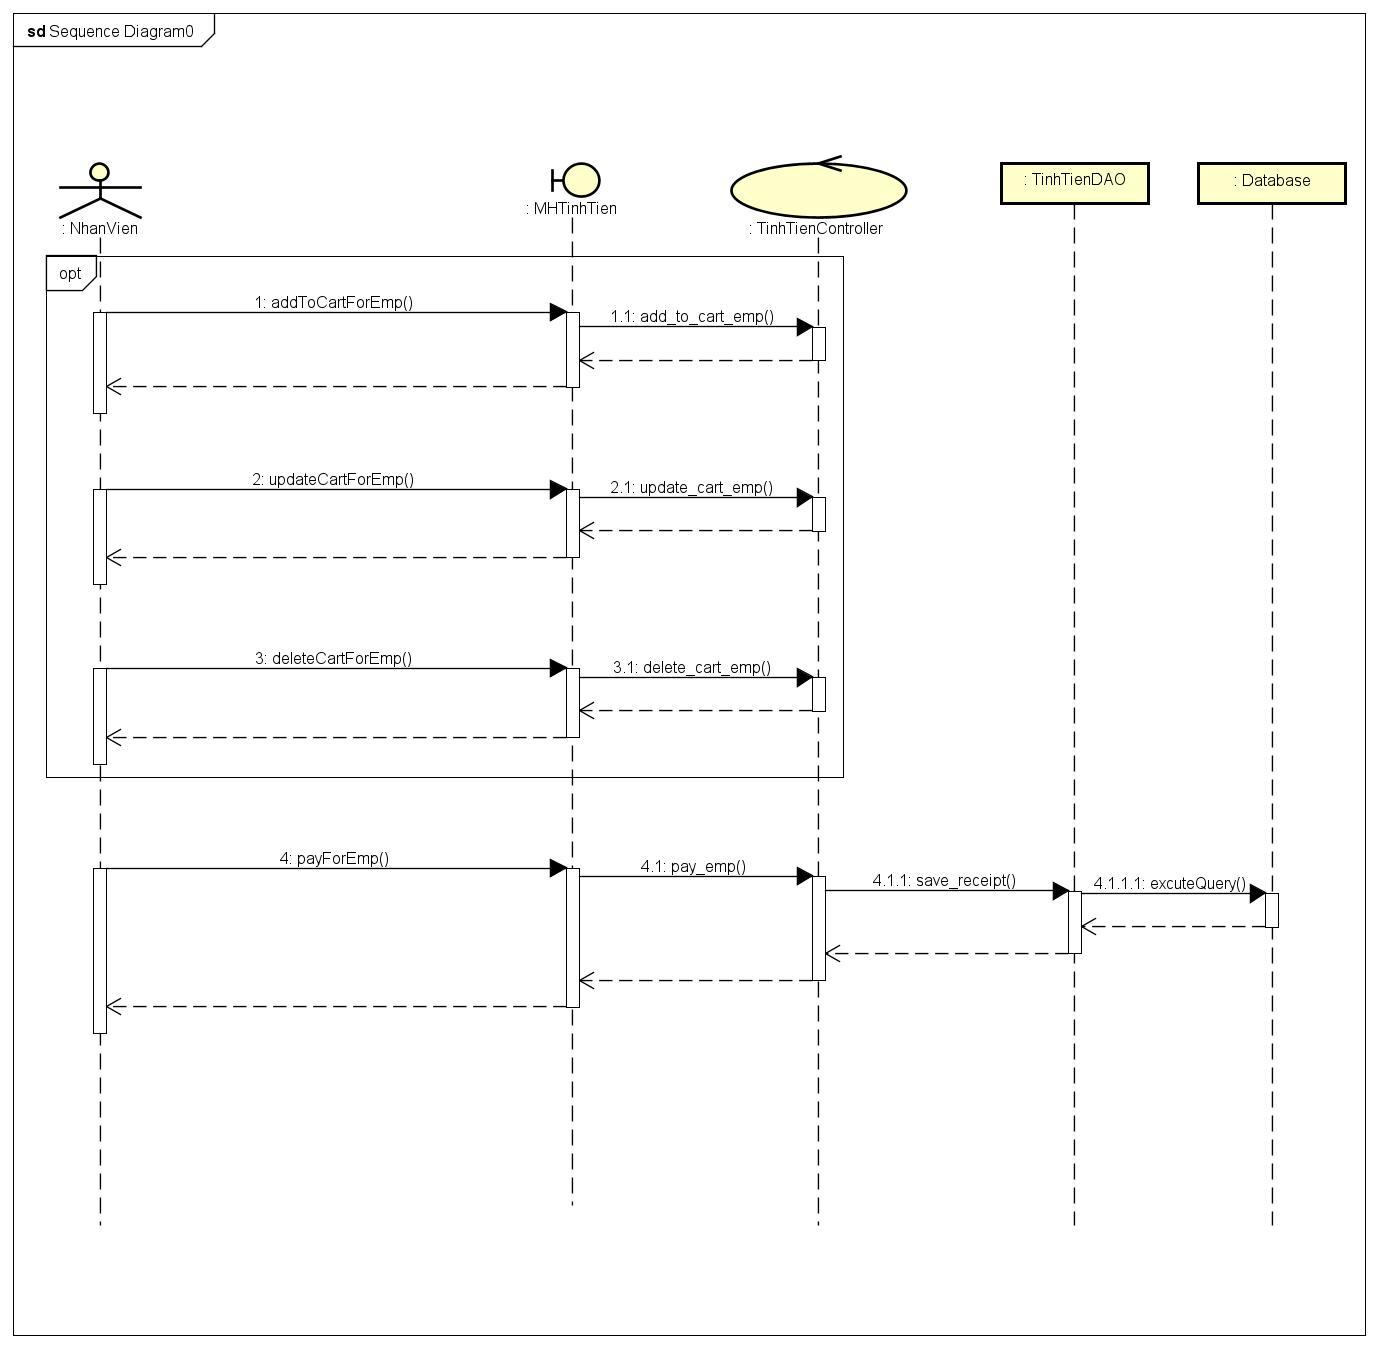 sd Sequence Diagram0
: NhanVien
: MHTinhTien
: TinhTienController
: TinhTienDAO
: Database
opt
1: addToCartForEmp()
1.1: add_to_cart_emp()
2: updateCartForEmp()
2.1: update_cart_emp()
3: deleteCartForEmp()
3.1: delete_cart_emp()
4: payForEmp()
4.1: pay_emp()
4.1.1: save_receipt()
4.1.1.1: excuteQuery()